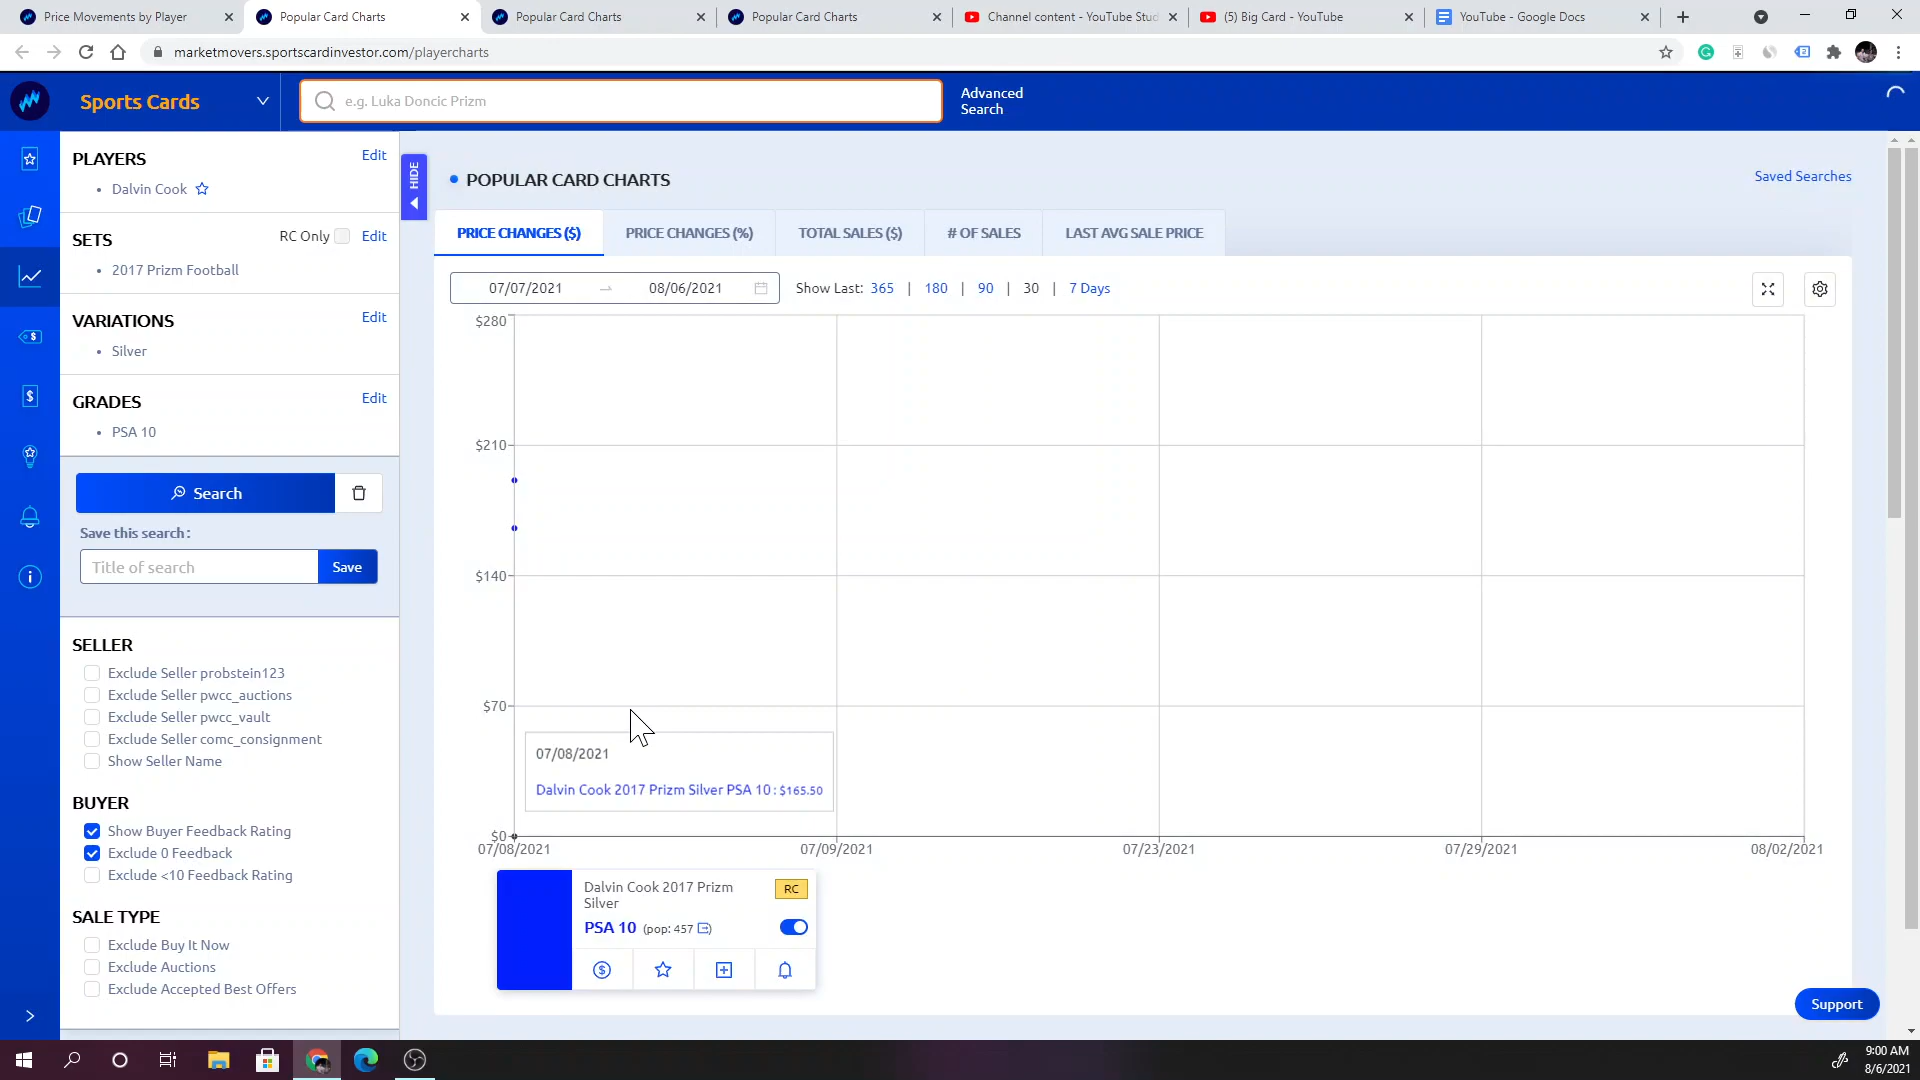 Price Movements by Player
Popular Card Charts
Popular Card Charts
Popular Card Charts
Channel content - YouTube Stud
(5) Big Card - YouTube
YouTube - Google Docs
marketmovers.sportscardinvestor.com/playercharts
Sports Cards
e.g. Luka Doncic Prizm
Advanced
Search
PLAYERS
Edit
Dalvin Cook
SETS
RC Only
Edit
2017 Prizm Football
VARIATIONS
Edit
Silver
GRADES
Edit
PSA 10
Search
Save this search:
Title of search
Save
SELLER
Exclude Seller probstein123
Exclude Seller pwcc_auctions
Exclude Seller pwcc_vault
Exclude Seller comc_consignment
Show Seller Name
BUYER
Show Buyer Feedback Rating
Exclude 0 Feedback
Exclude <10 Feedback Rating
SALE TYPE
Exclude Buy It Now
Exclude Auctions
Exclude Accepted Best Offers
HIDE
POPULAR CARD CHARTS
Saved Searches
PRICE CHANGES ($)
PRICE CHANGES (%)
TOTAL SALES ($)
# OF SALES
LAST AVG SALE PRICE
07/07/2021
08/06/2021
Show Last: 365 | 180 | 90 | 30 | 7 Days
$280
$210
$140
$70
$0
07/08/2021
Dalvin Cook 2017 Prizm Silver PSA 10 : $165.50
07/08/2021
07/09/2021
07/23/2021
07/29/2021
08/02/2021
Dalvin Cook 2017 Prizm
Silver
RC
PSA 10 (pop: 457
Support
9:00 AM
8/6/2021